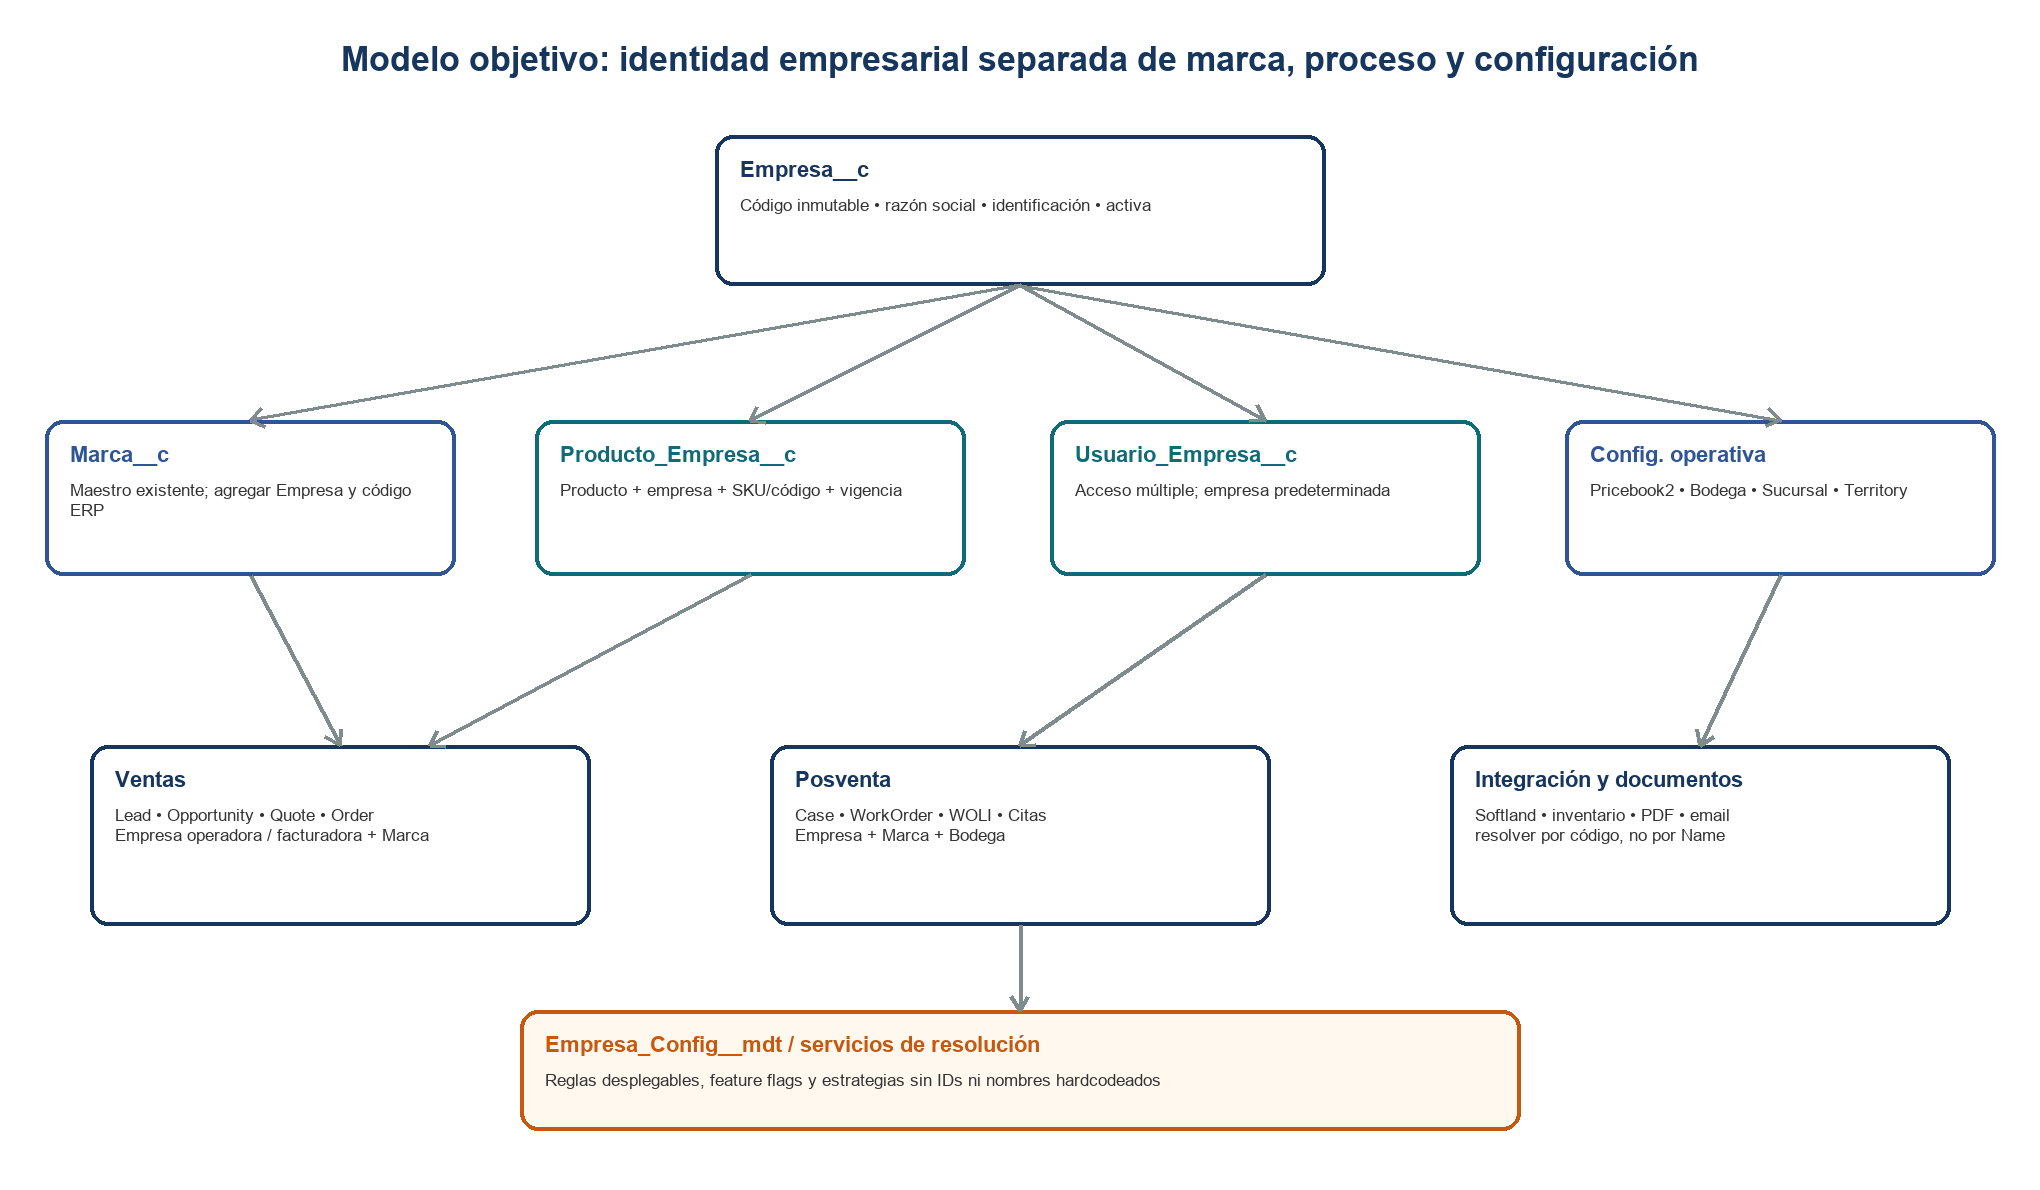 Modelo objetivo: identidad empresarial separada de marca, proceso y configuración
Empresa__c
Código inmutable • razón social • identificación • activa
Marca__c
Maestro existente; agregar Empresa y código
ERP
Producto_Empresa__c
Producto + empresa + SKU/código + vigencia
Usuario_Empresa__c
Acceso múltiple; empresa predeterminada
Config. operativa
Pricebook2 • Bodega • Sucursal • Territory
Ventas
Lead • Opportunity • Quote • Order
Empresa operadora / facturadora + Marca
Posventa
Case • WorkOrder • WOLI • Citas
Empresa + Marca + Bodega
Integración y documentos
Softland • inventario • PDF • email
resolver por código, no por Name
Empresa_Config__mdt / servicios de resolución
Reglas desplegables, feature flags y estrategias sin IDs ni nombres hardcodeados